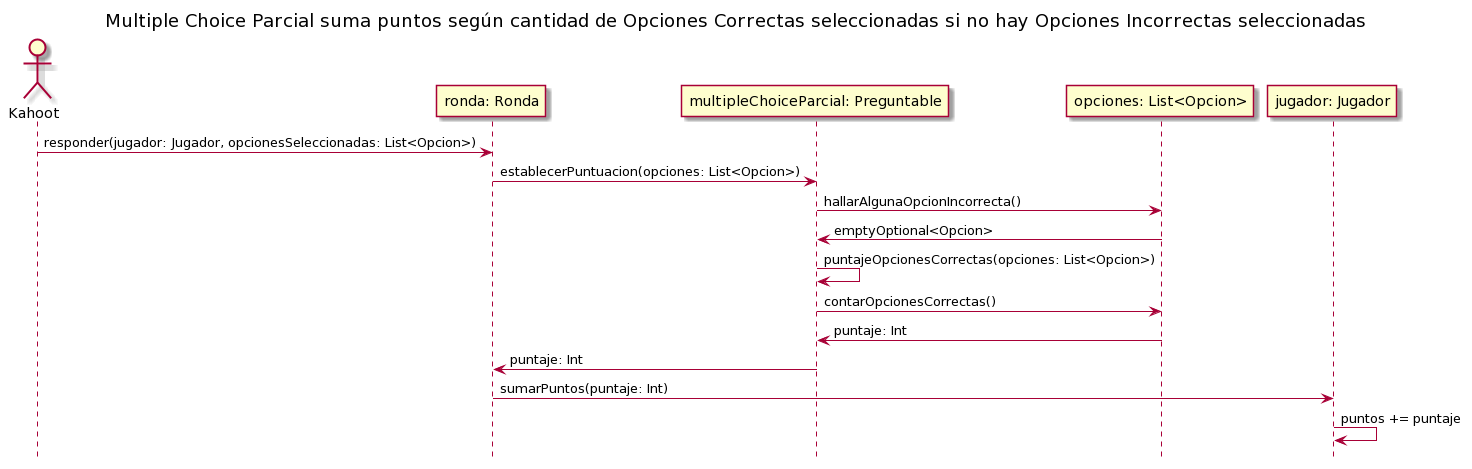 Multiple Choice Parcial suma puntos según cantidad de Opciones Correctas seleccionadas si no hay Opciones Incorrectas seleccionadas
Kahoot
ronda: Ronda
multipleChoiceParcial: Preguntable
opciones: List<Opcion>
jugador: Jugador
responder(jugador: Jugador, opcionesSeleccionadas: List<Opcion>)
establecerPuntuacion(opciones: List<Opcion>)
hallarAlgunaOpcionIncorrecta()
emptyOptional<Opcion>
puntajeOpcionesCorrectas(opciones: List<Opcion>)
contarOpcionesCorrectas()
puntaje: Int
puntaje: Int
sumarPuntos(puntaje: Int)
puntos += puntaje